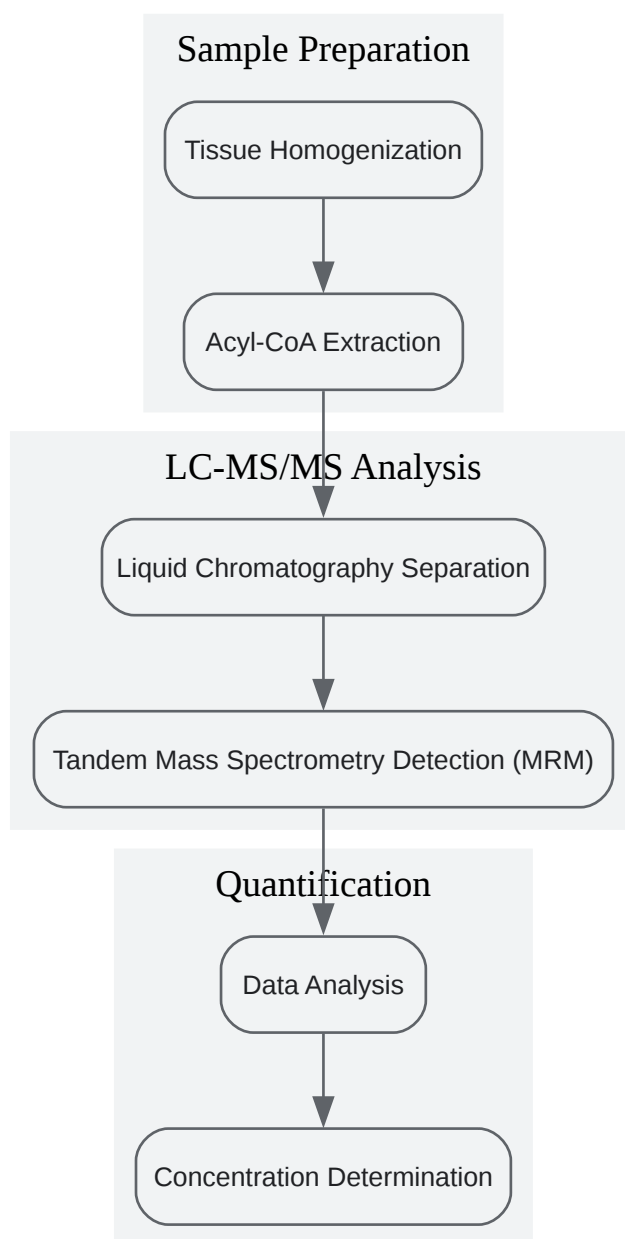 Sample Preparation
Tissue Homogenization
Acyl-CoA Extraction
LC-MS/MS Analysis
Liquid Chromatography Separation
Tandem Mass Spectrometry Detection (MRM)
Quantification
Data Analysis
Concentration Determination